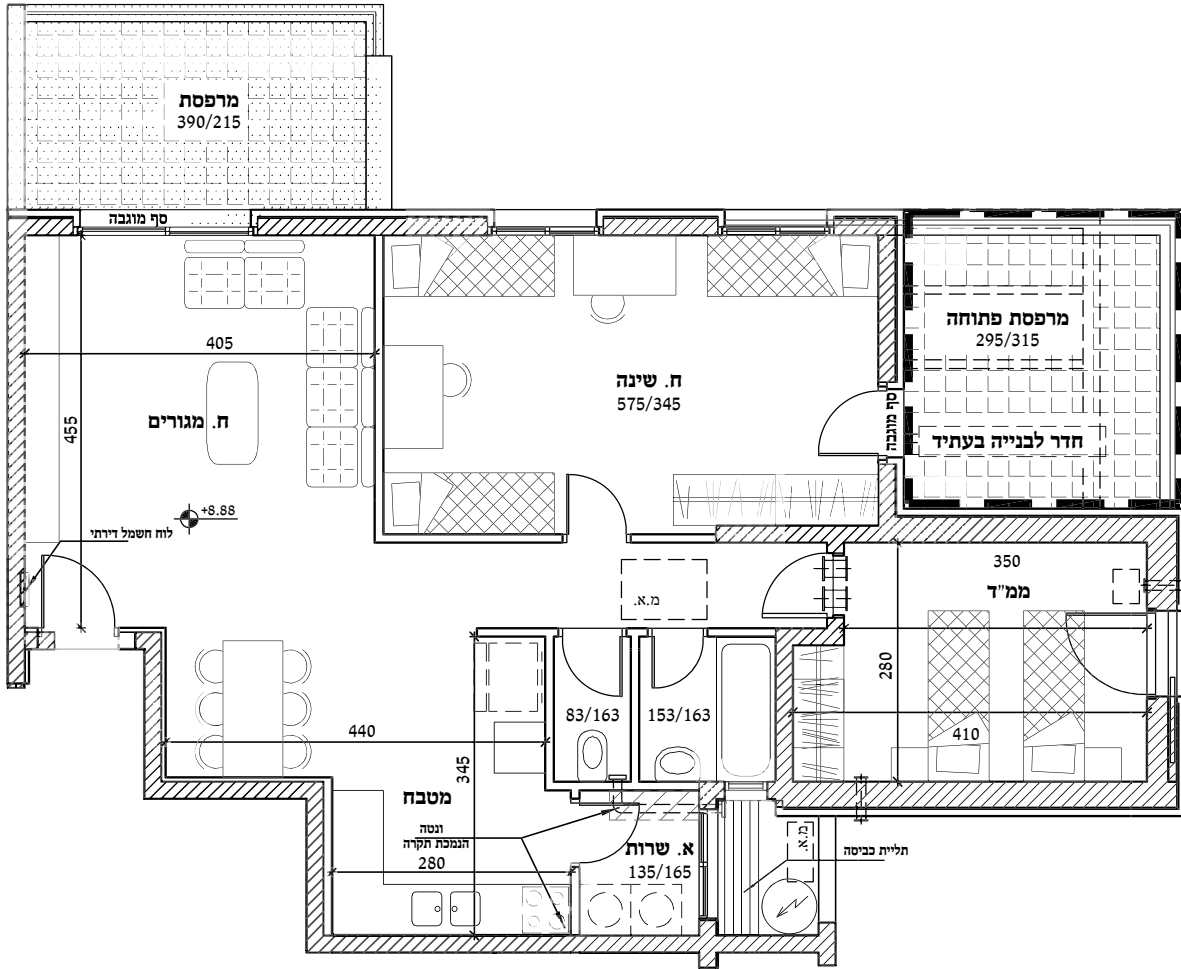 מרפסת
390/215
סף מוגבה
405
455
ח. מגורים
+8.88
לוח חשמל דירתי
ח. שינה
575/345
סף מוגבה
מרפסת פתוחה
295/315
חדר לבנייה בעתיד
מ.א.
350
ממ"ד
280
410
83/163
153/163
440
345
מטבח
ונטה
הנמכת תקרה
280
א. שרות
135/165
מ.א.
תליית כביסה